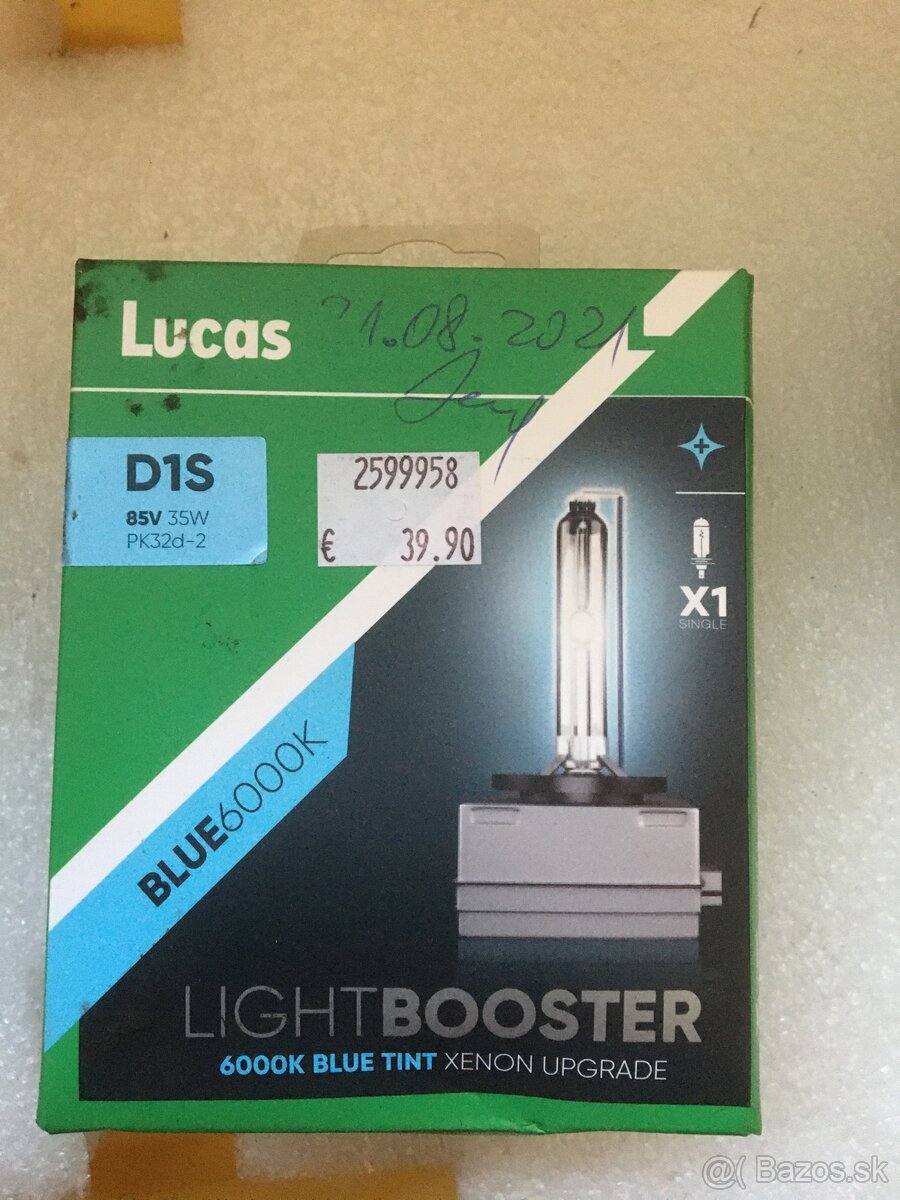 Lucas
31.08.2021
D1S
85V 35W
PK32d-2
2599958
€ 39.90
X1
SINGLE
BLUE6000K
LIGHTBOOSTER
6000K BLUE TINT XENON UPGRADE
@( Bazos.sk